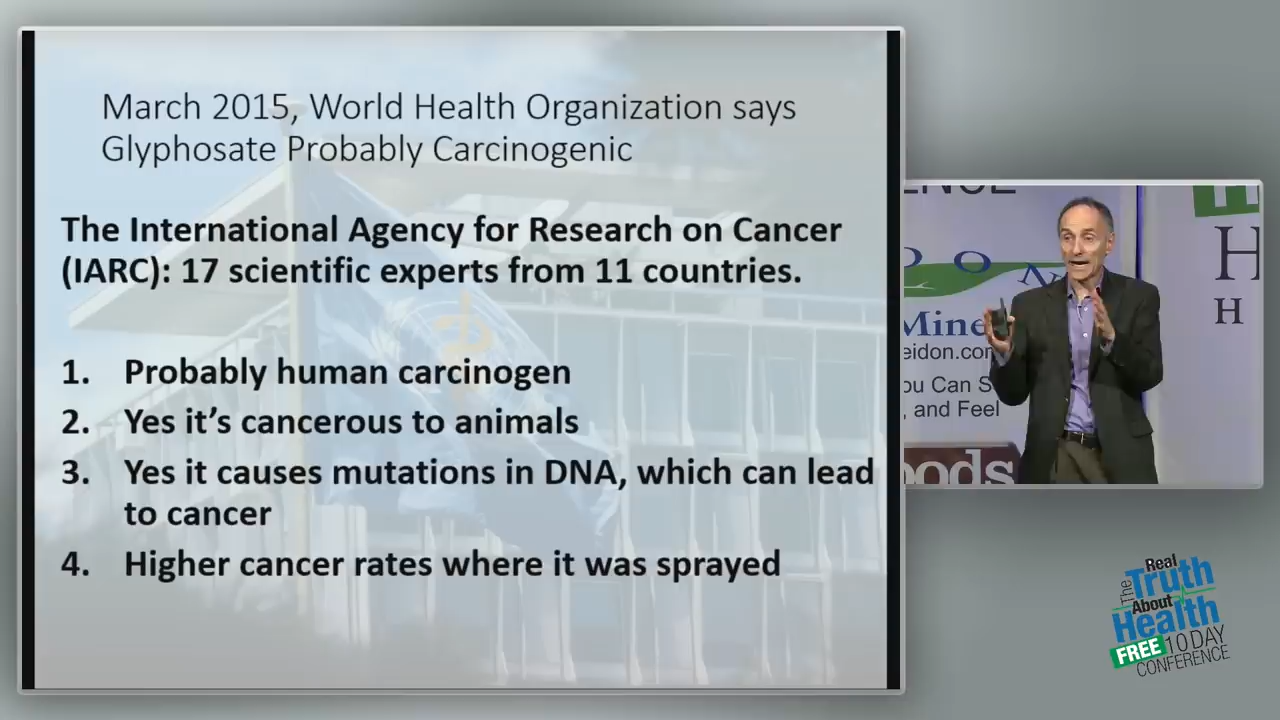 March 2015, World Health Organization says
Glyphosate Probably Carcinogenic
The International Agency for Research on Cancer
(IARC): 17 scientific experts from 11 countries.
1. Probably human carcinogen
2. Yes it's cancerous to animals
3. Yes it causes mutations in DNA, which can lead
to cancer
4. Higher cancer rates where it was sprayed
D O N
Mine
eidon.com
ou Can S
, and Feel
oods
H
H
The Real
Truth
About
Health
FREE 10 DAY
CONFERENCE